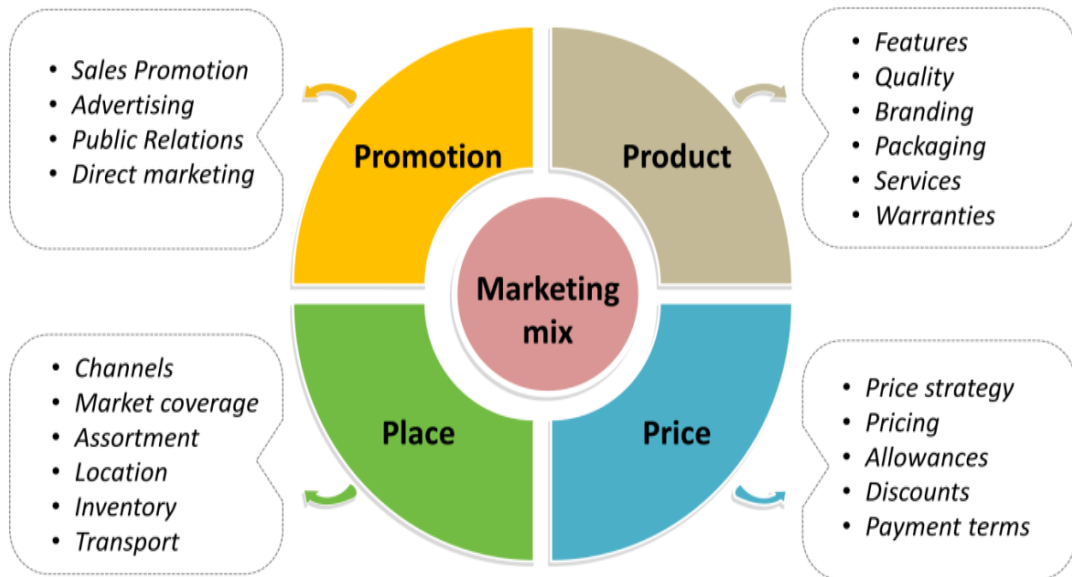 • Sales Promotion
• Advertising
• Public Relations
• Direct marketing
Promotion
Product
• Features
• Quality
• Branding
• Packaging
• Services
• Warranties
Marketing
mix
• Channels
• Market coverage
• Assortment
• Location
• Inventory
• Transport
Place
Price
• Price strategy
• Pricing
• Allowances
• Discounts
• Payment terms